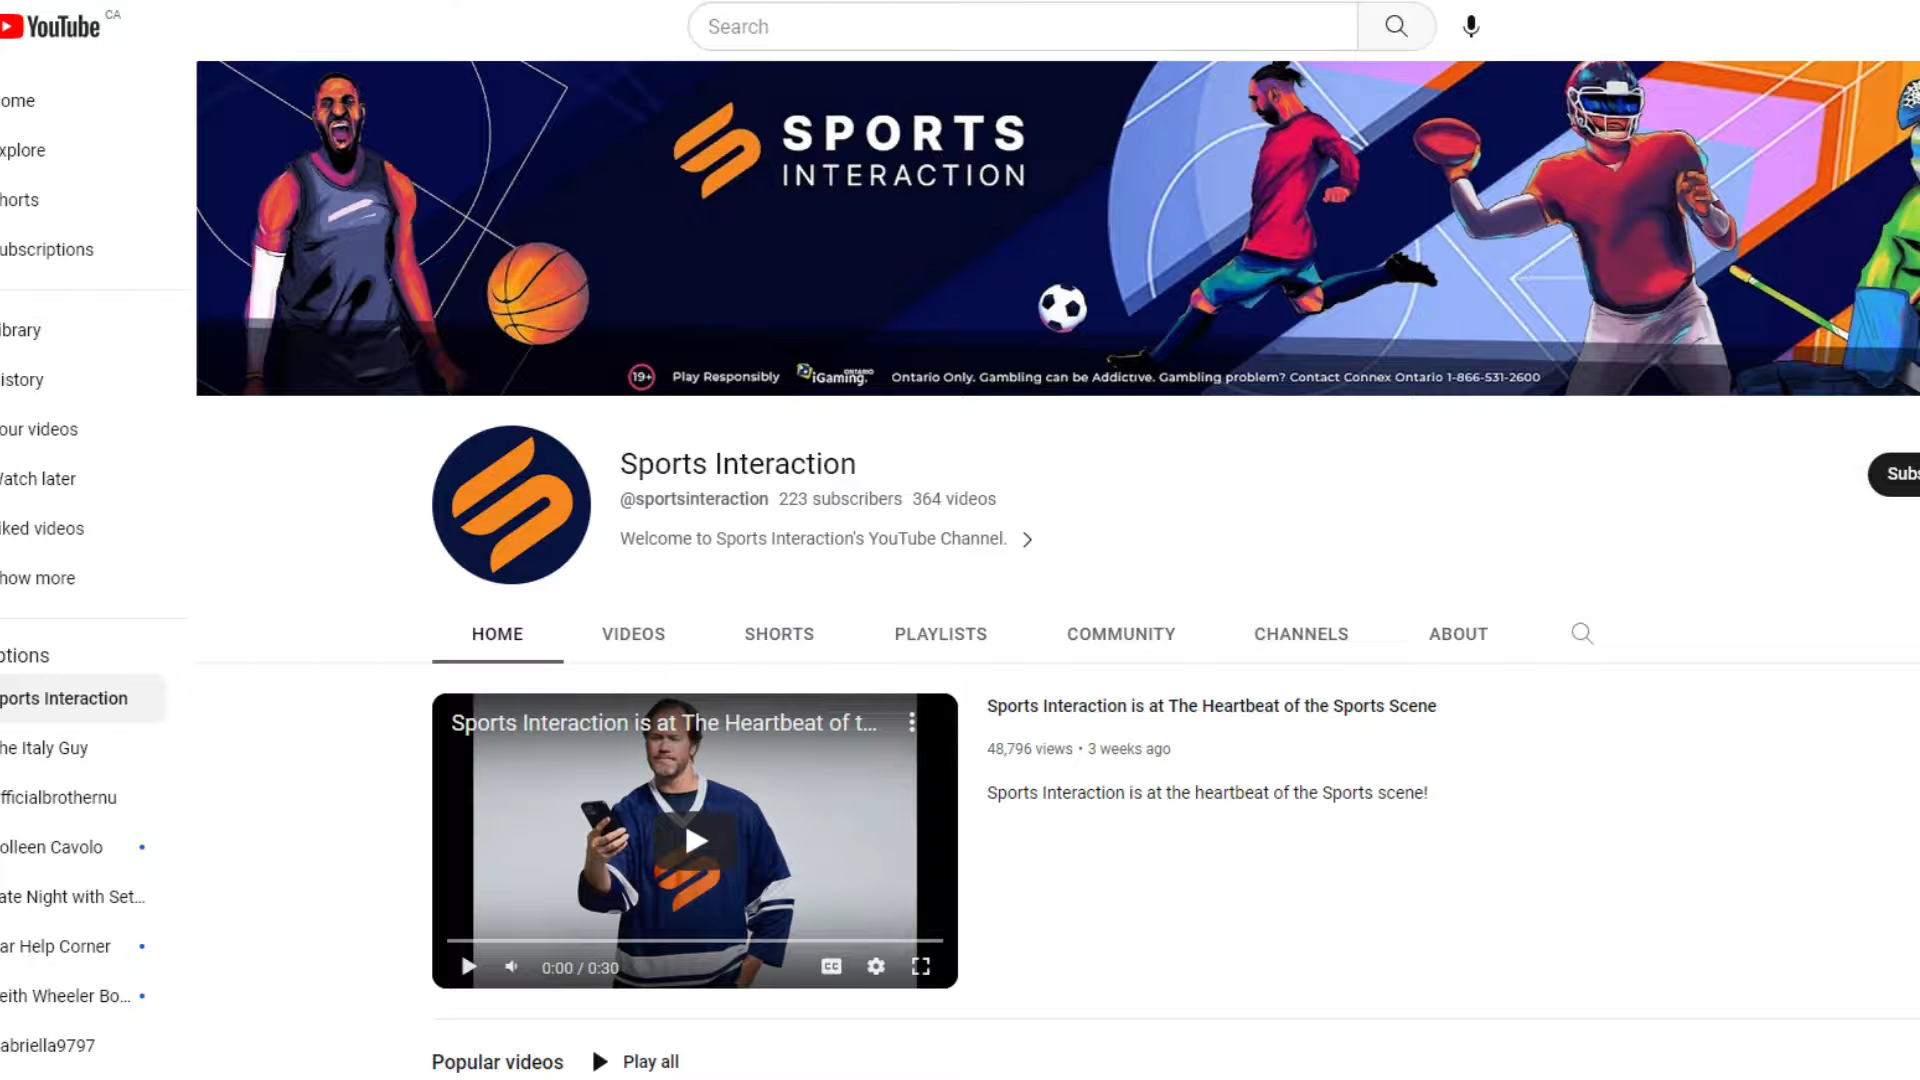 YouTube CA
Search
ome
xplore
horts
ubscriptions
ibrary
istory
our videos
atch later
iked videos
how more
ptions
ports Interaction
he Italy Guy
fficialbrothernu
olleen Cavolo
ate Night with Set...
ar Help Corner
eith Wheeler Bo...
abriella9797
SPORTS
INTERACTION
19+ Play Responsibly iGaming ONTARIO Ontario Only. Gambling can be Addictive. Gambling problem? Contact Connex Ontario 1-866-531-2600
Sports Interaction
@sportsinteraction 223 subscribers 364 videos
Welcome to Sports Interaction's YouTube Channel.
Subs
HOME VIDEOS SHORTS PLAYLISTS COMMUNITY CHANNELS ABOUT
Sports Interaction is at The Heartbeat of t...
CC
0:00 / 0:30
Sports Interaction is at The Heartbeat of the Sports Scene
48,796 views • 3 weeks ago
Sports Interaction is at the heartbeat of the Sports scene!
Popular videos Play all